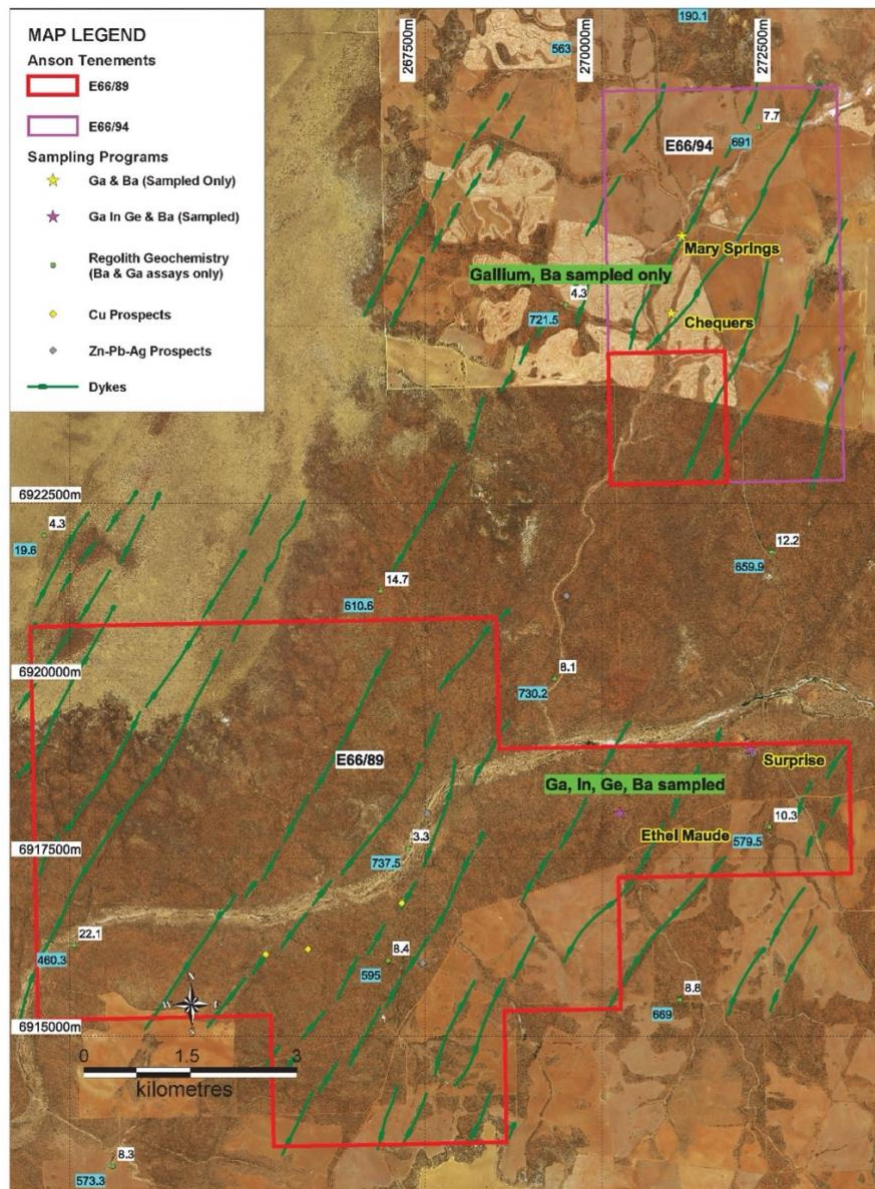 MAP LEGEND
Anson Tenements
E66/89
E66/94
Sampling Programs
Ga & Ba (Sampled Only)
Ga In Ge & Ba (Sampled)
Regolith Geochemistry
(Ba & Ga assays only)
Cu Prospects
Zn-Pb-Ag Prospects
Dykes
267500m
270000m
272500m
190.1
563
7.7
691
E66/94
Mary Springs
Gallium, Ba sampled only
4.3
721.5
Chequers
6922500m
4.3
19.6
12.2
659.9
14.7
610.6
6920000m
8.1
730.2
E66/89
Surprise
Ga, In, Ge, Ba sampled
10.3
579.5
Ethel Maude
3.3
737.5
6917500m
22.1
460.3
8.4
595
8.8
669
N
W
E
S
6915000m
0
1.5
3
kilometres
8.3
573.3